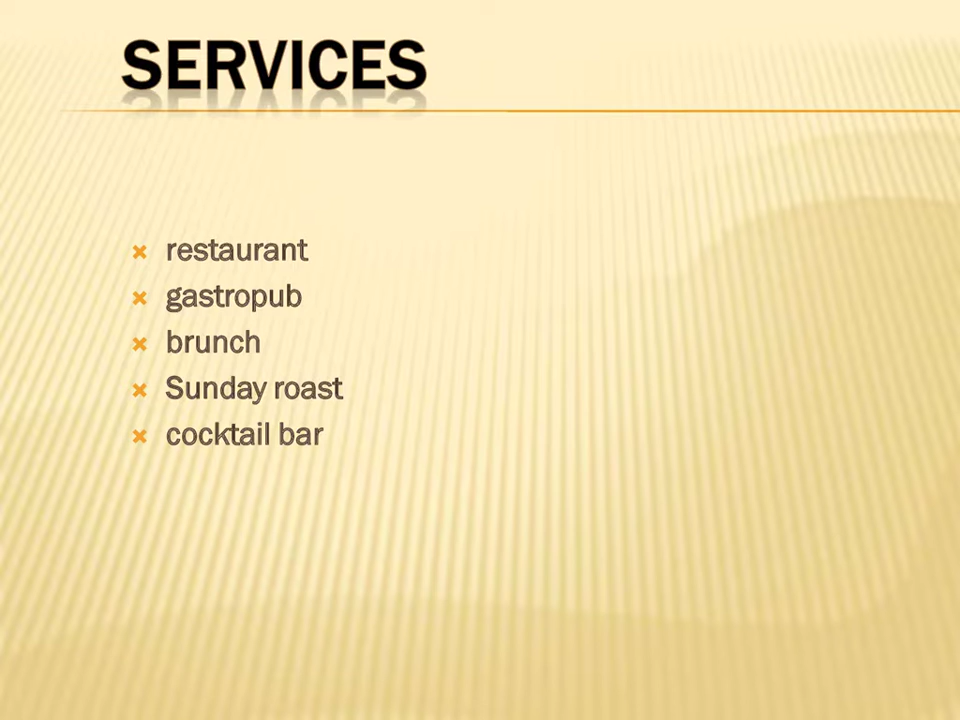 SERVICES
restaurant
gastropub
brunch
Sunday roast
cocktail bar